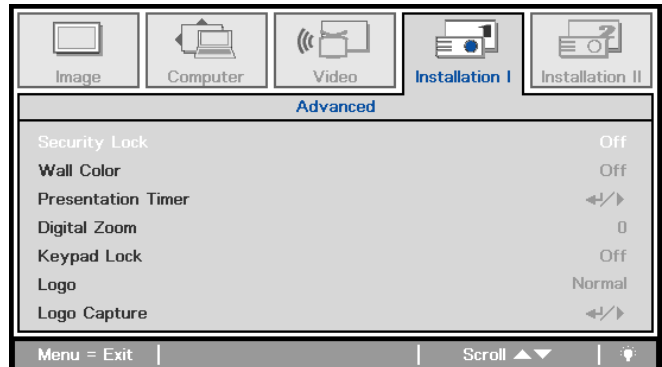 Image Computer Video Installation I Installation II
Advanced
Security Lock Off
Wall Color Off
Presentation Timer
Digital Zoom 0
Keypad Lock Off
Logo Normal
Logo Capture
Menu = Exit Scroll